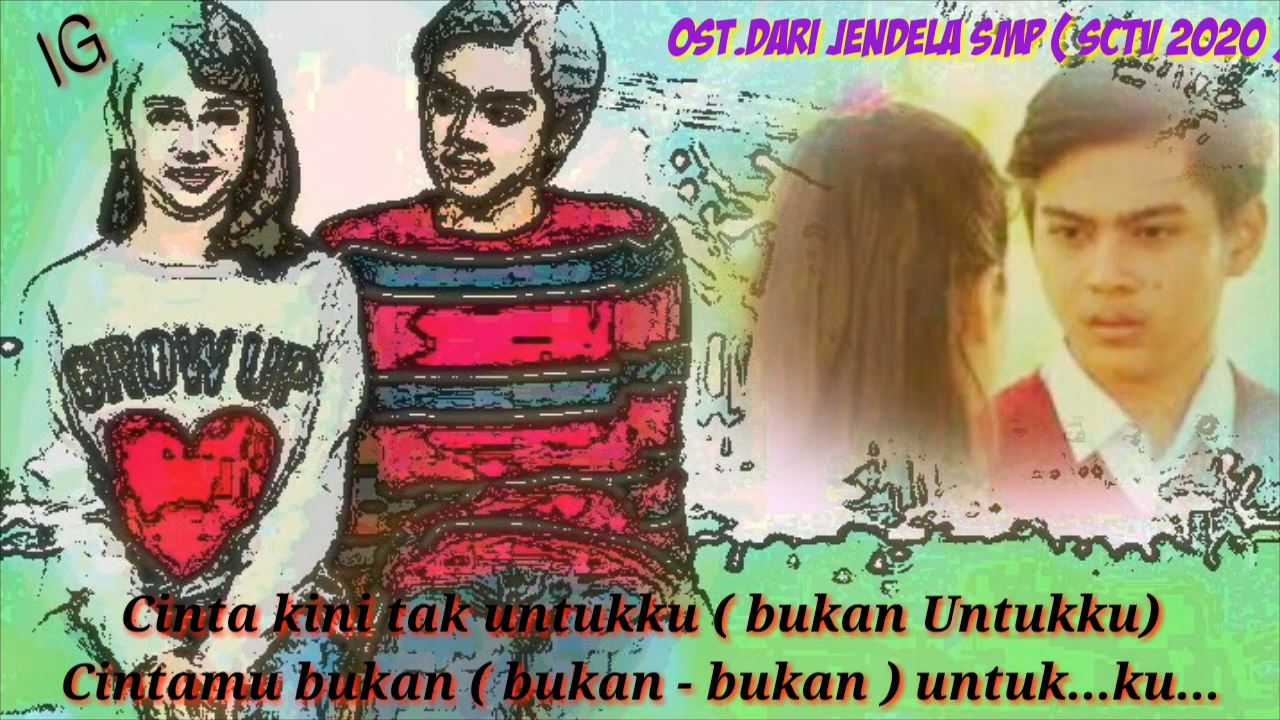 IG
OST.DARI JENDELA SMP ( SCTV 2020 )
GROW UP
Cinta kini tak untukku ( bukan Untukku)
Cintamu bukan ( bukan - bukan ) untuk...ku...